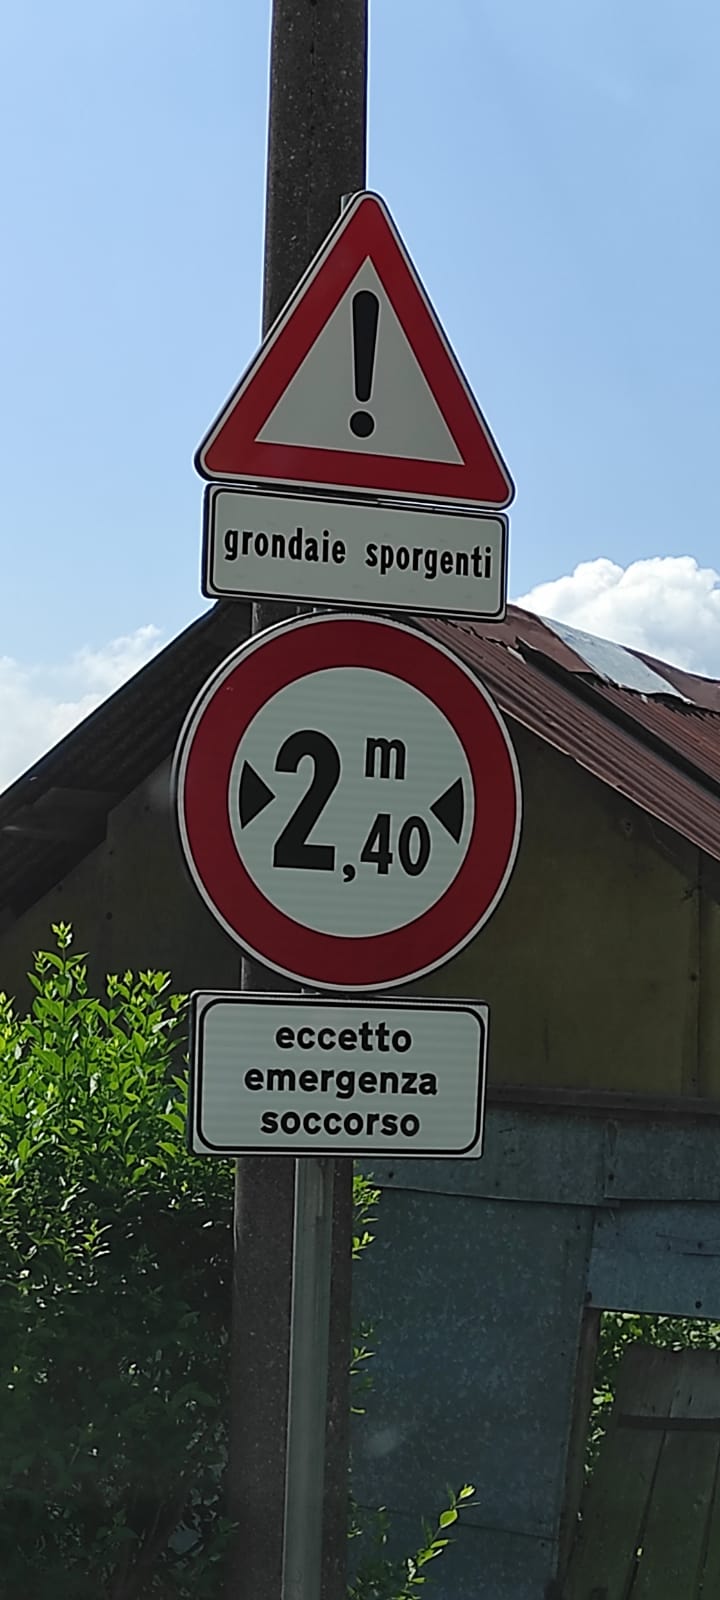 !
grondaie sporgenti
2,40 m
eccetto
emergenza
soccorso